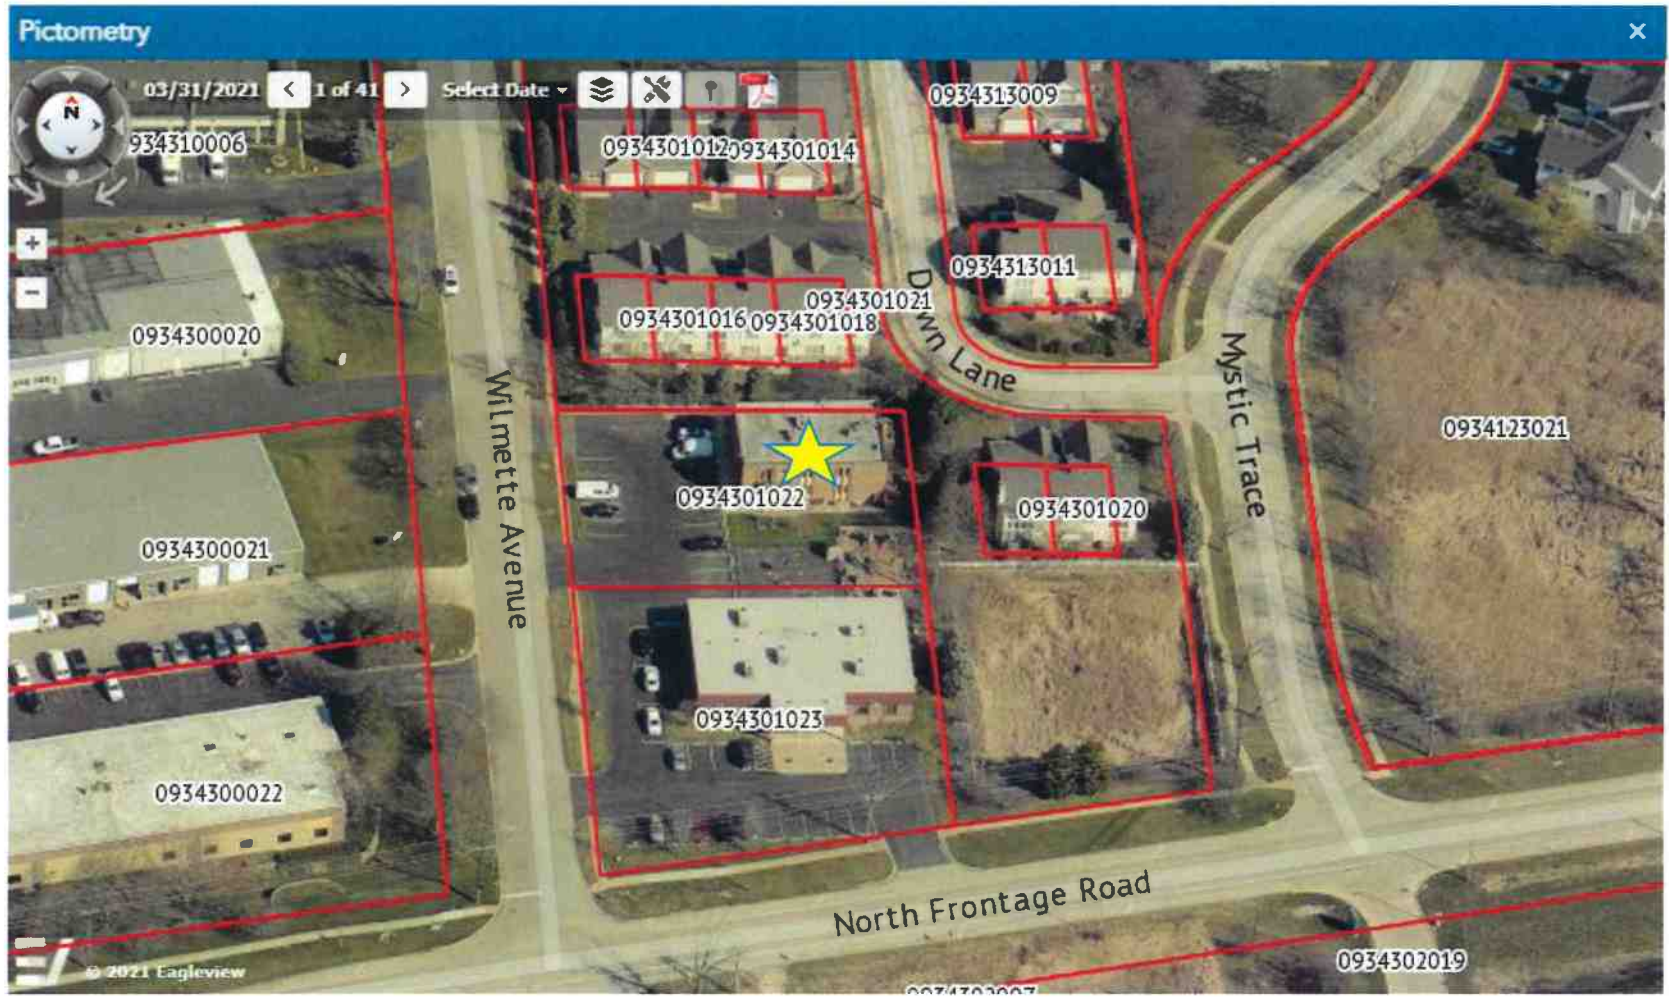 Pictometry
03/31/2021
1 of 41
Select Date
N
934310006
0934301012
0934301014
0934313009
0934300020
0934313011
0934301021
0934301016
0934301018
Dawn Lane
Mystic Trace
0934123021
Wilmette Avenue
0934301022
0934301020
0934300021
0934301023
0934300022
North Frontage Road
0934302019
© 2021 Eagleview